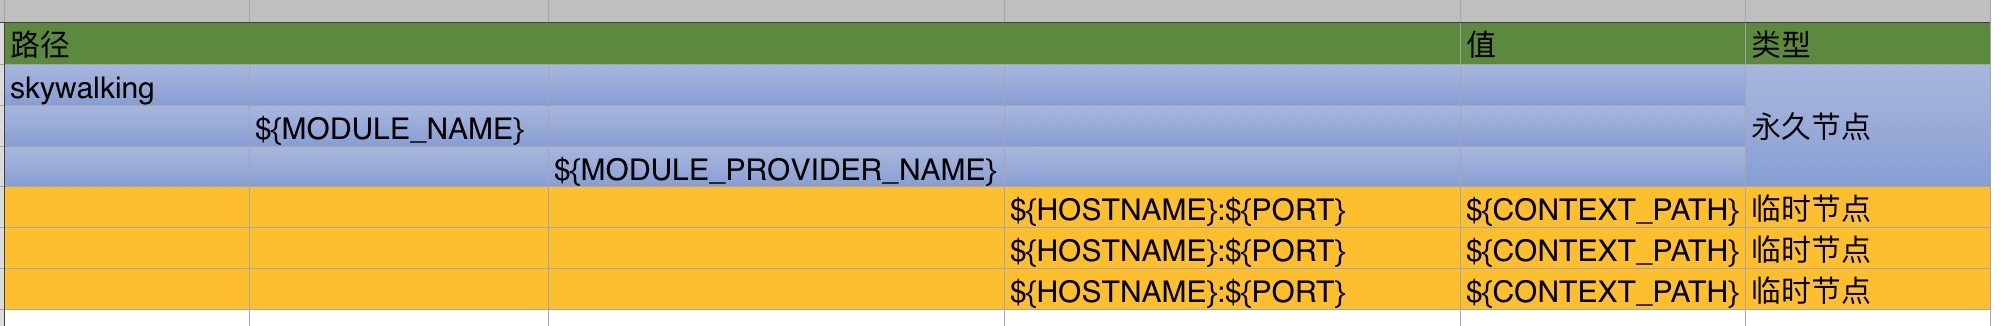 路径 值 类型
skywalking
${MODULE_NAME} 永久节点
${MODULE_PROVIDER_NAME}
${HOSTNAME}:${PORT} ${CONTEXT_PATH} 临时节点
${HOSTNAME}:${PORT} ${CONTEXT_PATH} 临时节点
${HOSTNAME}:${PORT} ${CONTEXT_PATH} 临时节点